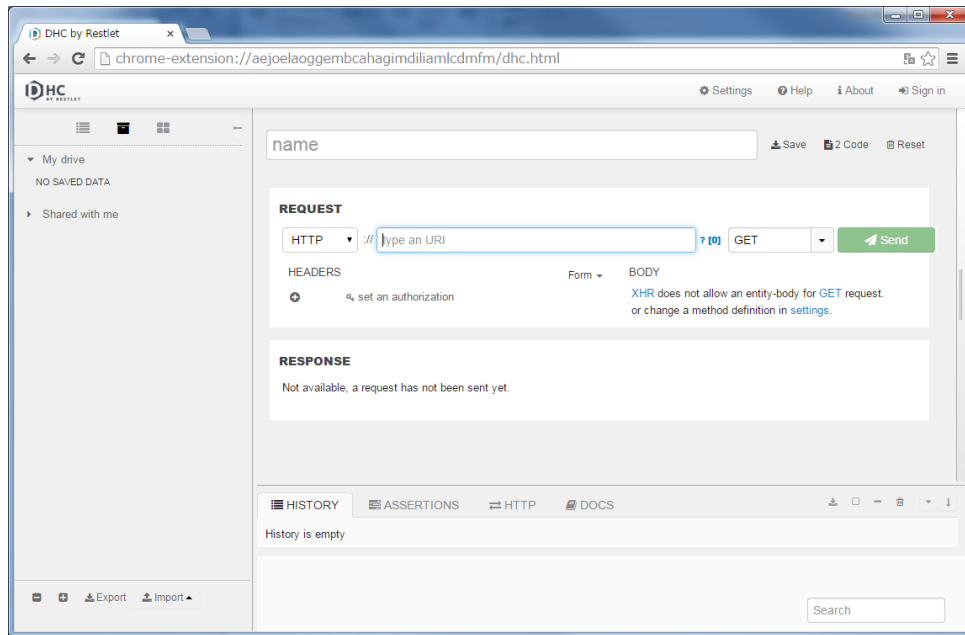 DHC by Restlet
chrome-extension://aejoelaoggembcahagimdiliamlcdmfm/dhc.html
DHC
BY RESTLET
Settings Help About Sign in
name
Save 2 Code Reset
My drive
NO SAVED DATA
Shared with me
REQUEST
HTTP :// type an URI ? [0] GET Send
HEADERS Form BODY
set an authorization
XHR does not allow an entity-body for GET request.
or change a method definition in settings.
RESPONSE
Not available, a request has not been sent yet.
HISTORY ASSERTIONS HTTP DOCS
History is empty
Export Import
Search